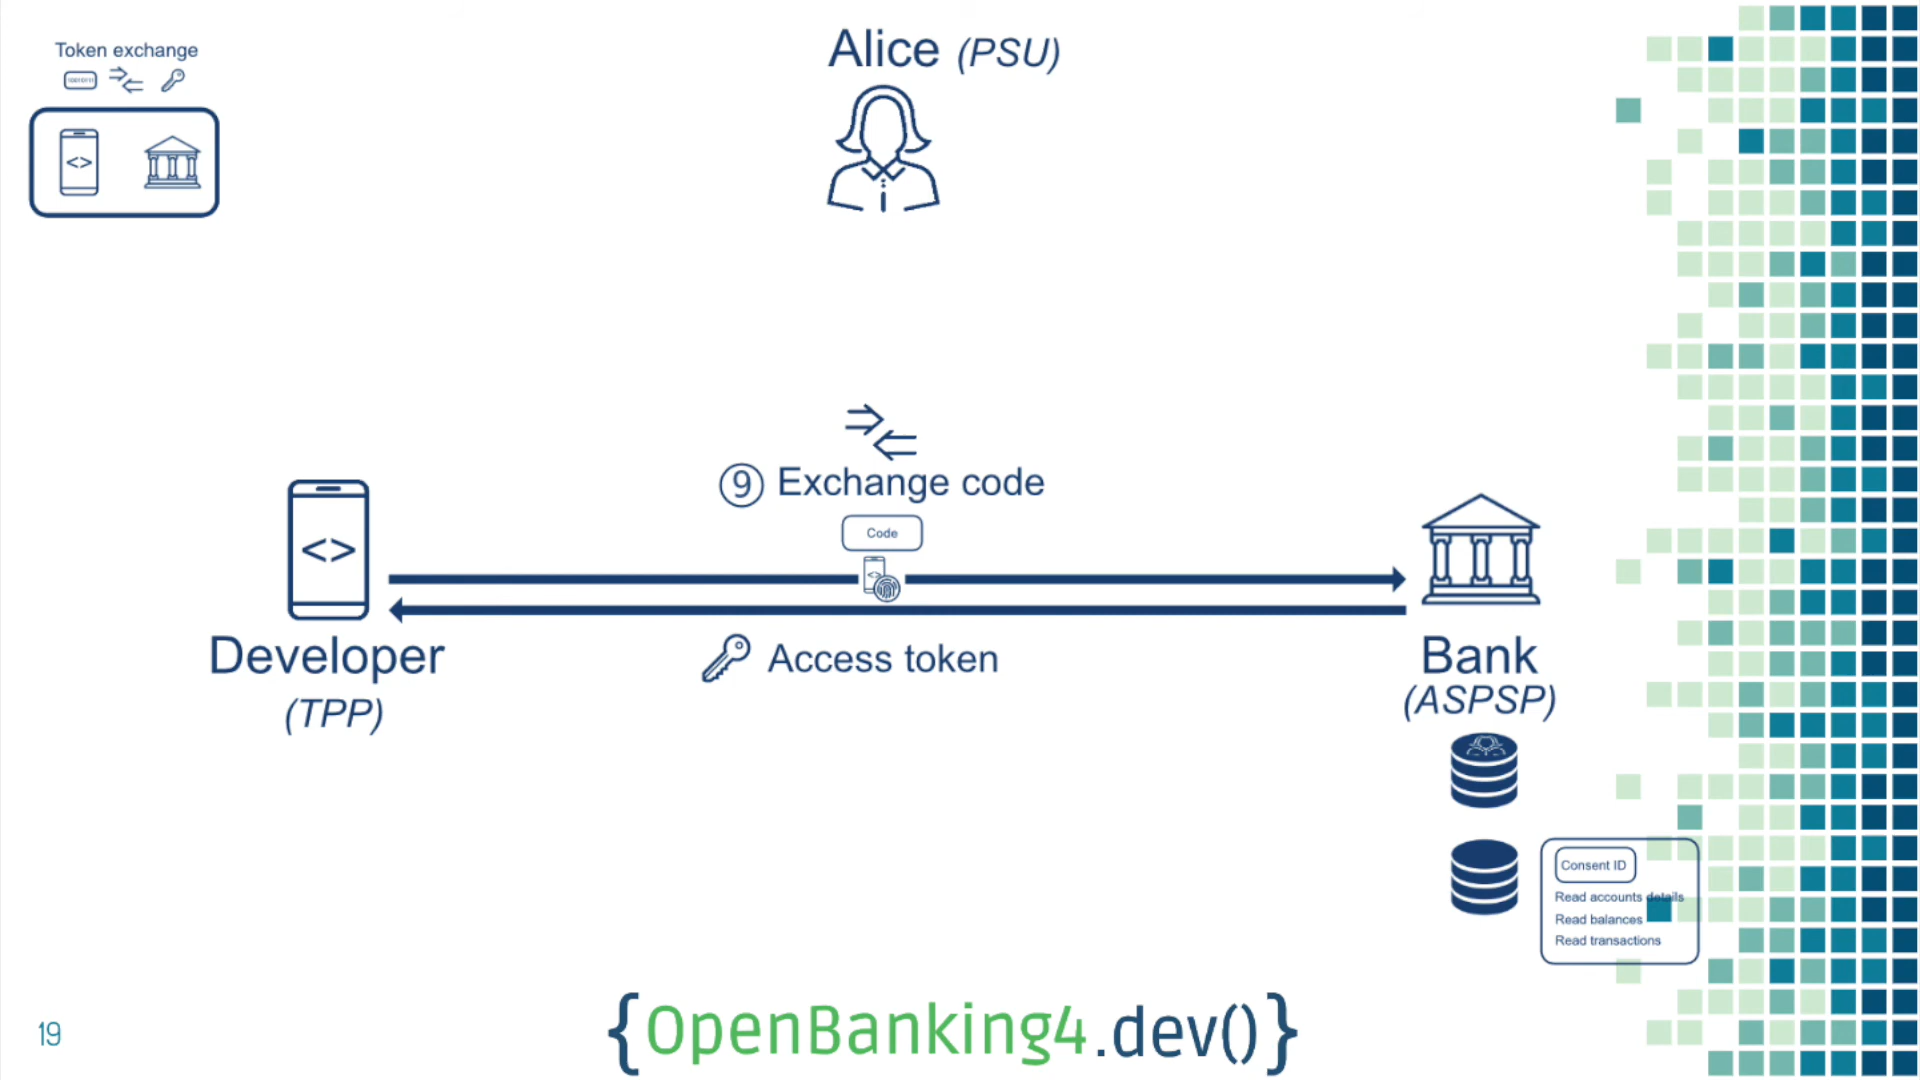 Token exchange
10010111
<>
Alice (PSU)
⑨ Exchange code
Code
<>
<>
Access token
Developer
(TPP)
Bank
(ASPSP)
Consent ID
Read accounts details
Read balances
Read transactions
{OpenBanking4.dev()}
19